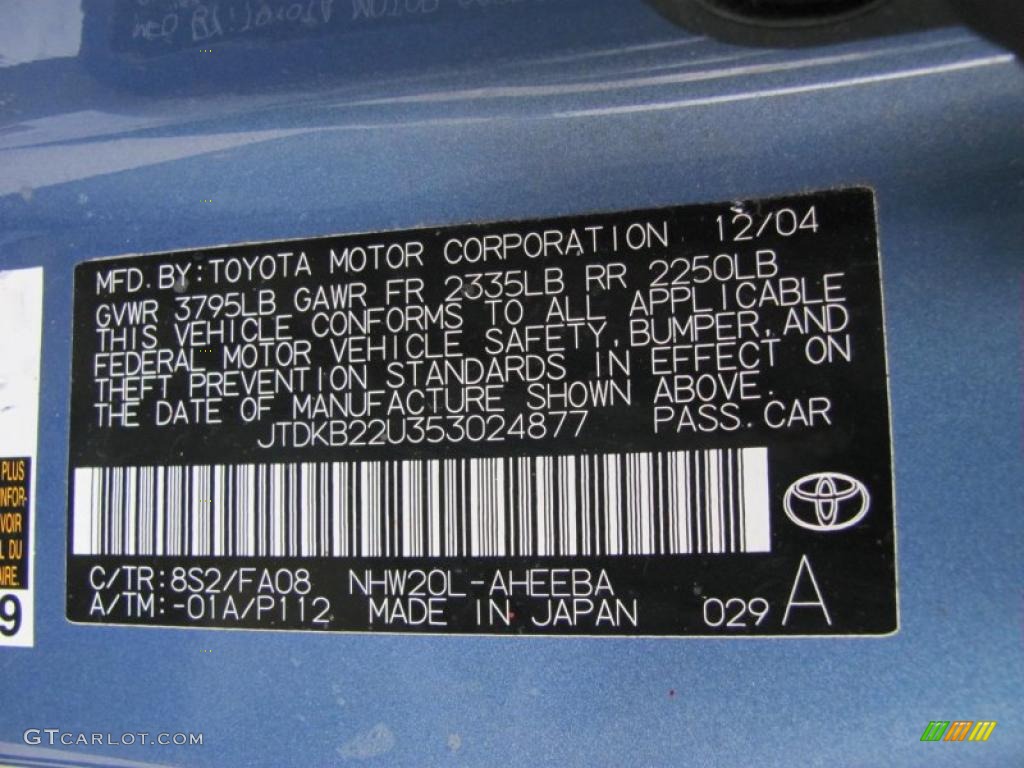 MFD.BY:TOYOTA MOTOR CORPORATION 12/04
GVWR 3795LB GAWR FR 2335LB RR 2250LB
THIS VEHICLE CONFORMS TO ALL APPLICABLE
FEDERAL MOTOR VEHICLE SAFETY,BUMPER,AND
THEFT PREVENTION STANDARDS IN EFFECT ON
THE DATE OF MANUFACTURE SHOWN ABOVE.
JTDKB22U353024877 PASS.CAR
C/TR:8S2/FA08 NHW20L-AHEEBA
A/TM:-01A/P112 MADE IN JAPAN 029 A
PLUS
INFOR-
VOIR
DU
AIRE.
9
GTCARLOT.COM